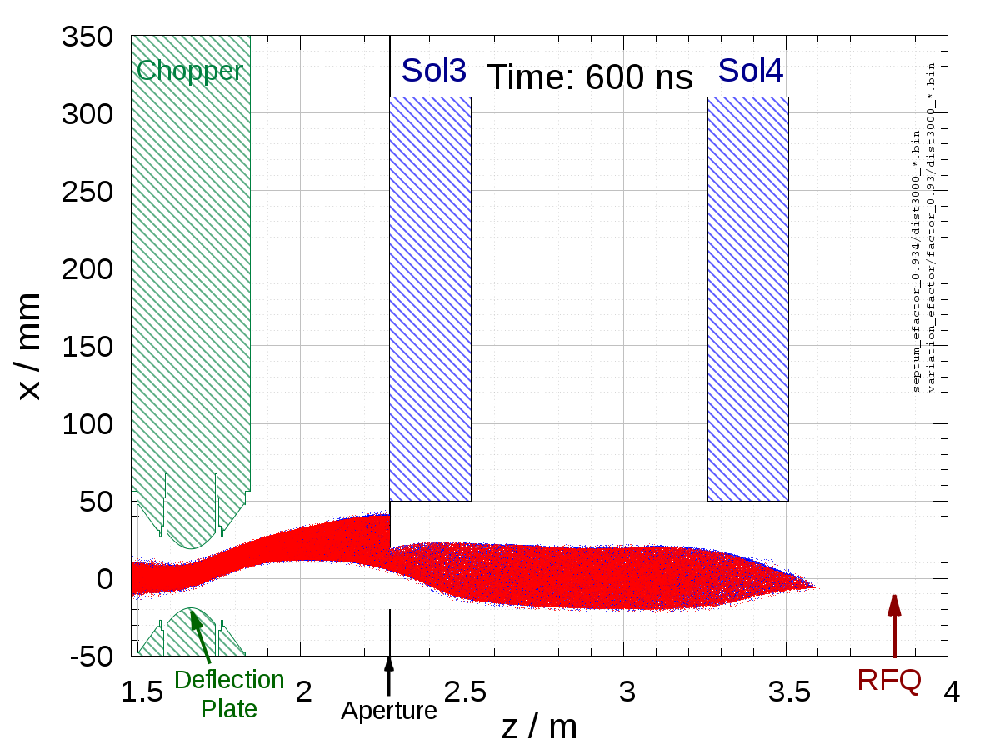 350
300
250
200
150
100
50
0
-50
x / mm
Chopper
Sol3
Time: 600 ns
Sol4
septum_efactor_0.934/dist3000_*.bin
variation_efactor/factor_0.93/dist3000_*.bin
Deflection
Plate
Aperture
RFQ
1.5
2
2.5
3
3.5
4
z / m